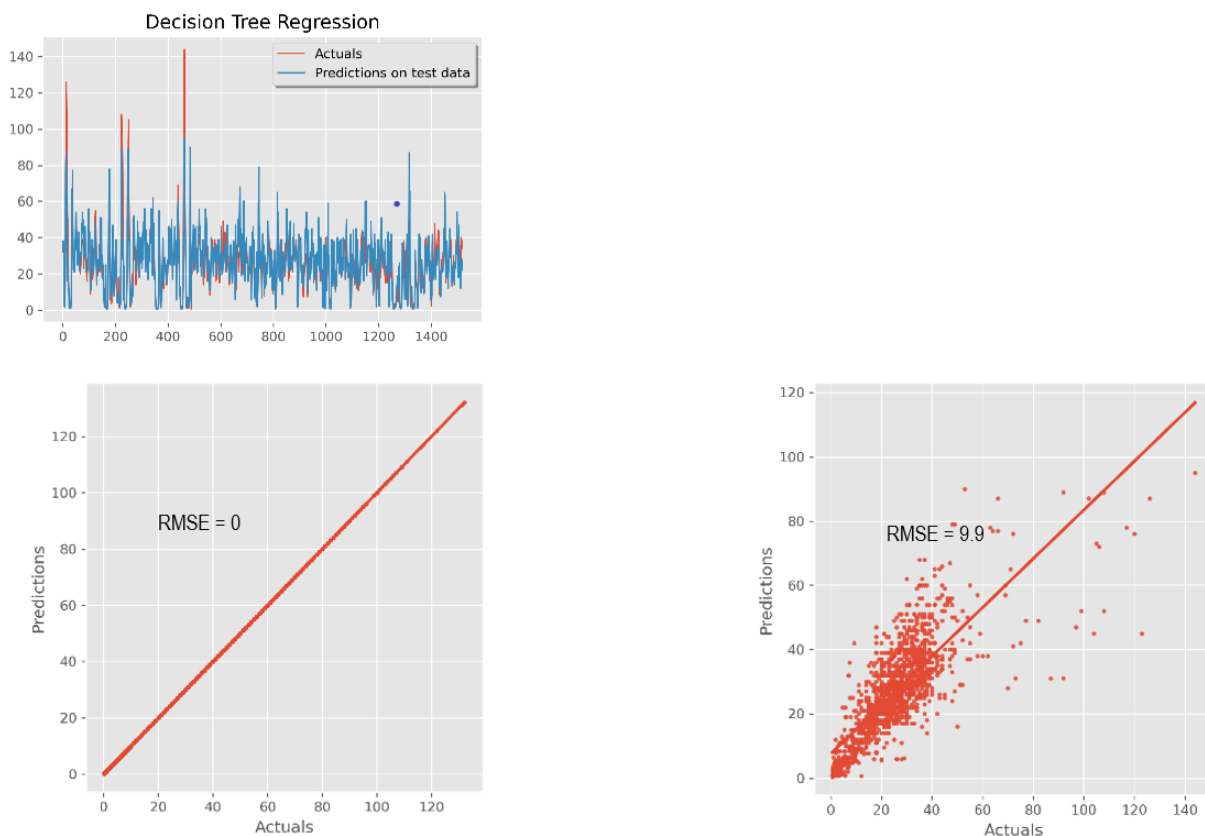 Decision Tree Regression
Actuals
Predictions on test data
140
120
100
80
60
40
20
0
0 200 400 600 800 1000 1200 1400
120
100
80
60
40
20
0
Predictions
RMSE = 0
0 20 40 60 80 100 120
Actuals
120
100
80
60
40
20
0
Predictions
RMSE = 9.9
0 20 40 60 80 100 120 140
Actuals